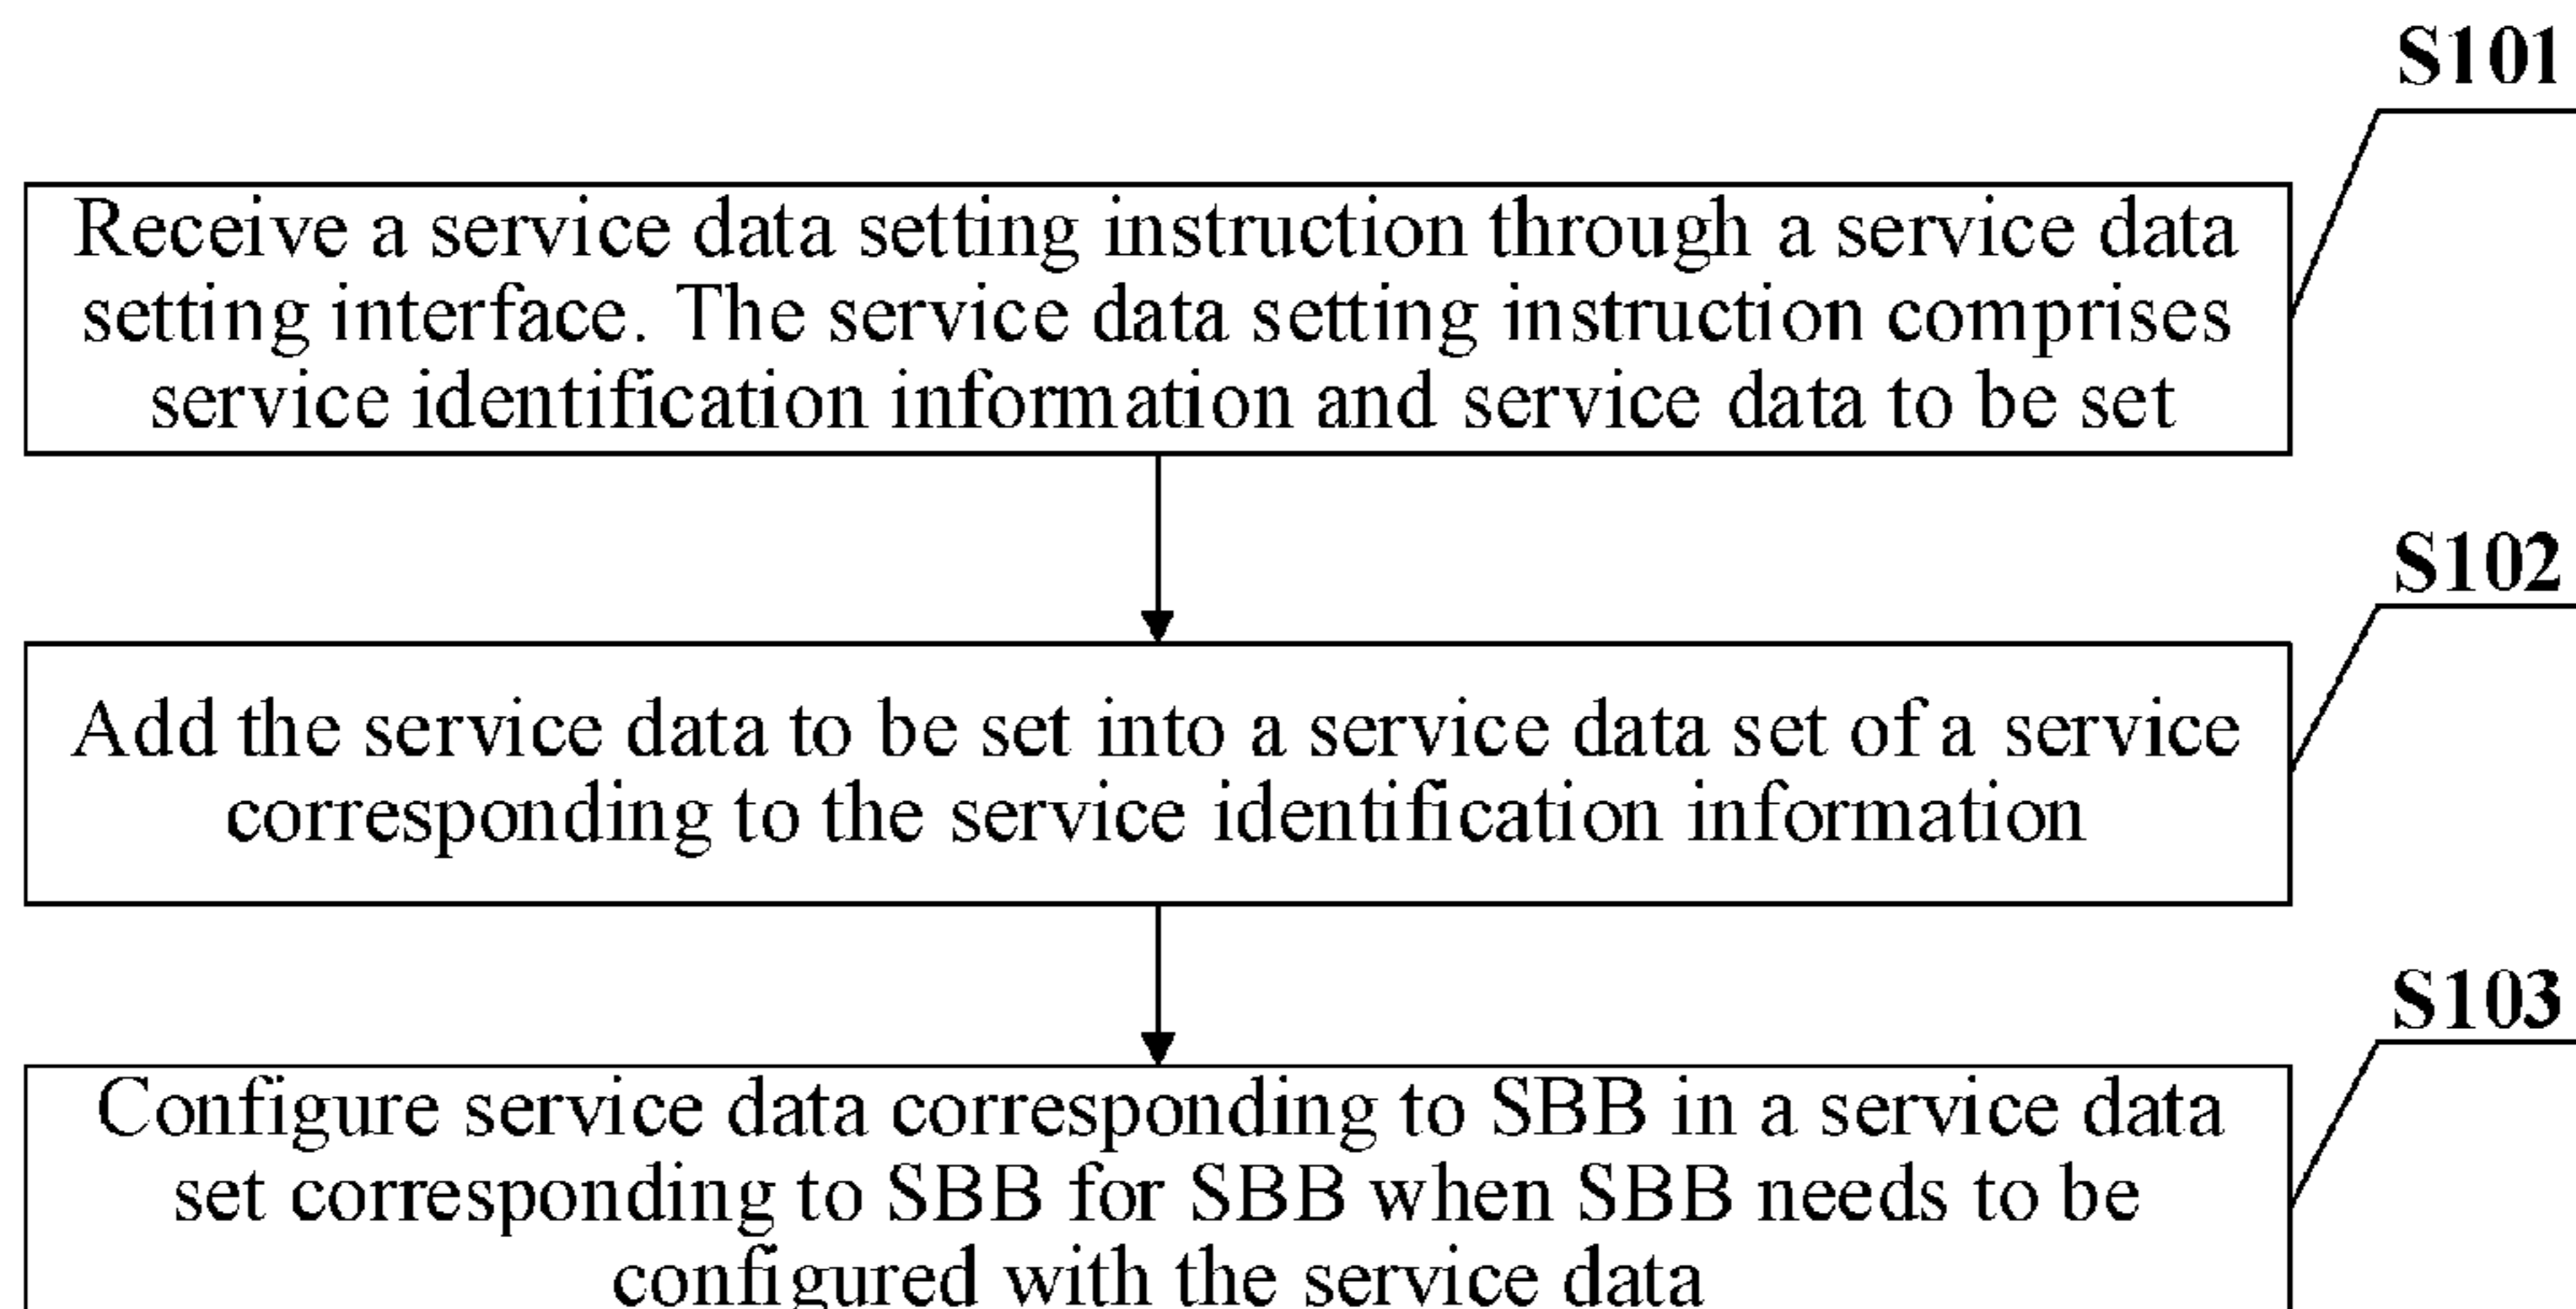 S101
Receive a service data setting instruction through a service data
setting interface. The service data setting instruction comprises
service identification information and service data to be set
S102
Add the service data to be set into a service data set of a service
corresponding to the service identification information
S103
Configure service data corresponding to SBB in a service data
set corresponding to SBB for SBB when SBB needs to be
configured with the service data